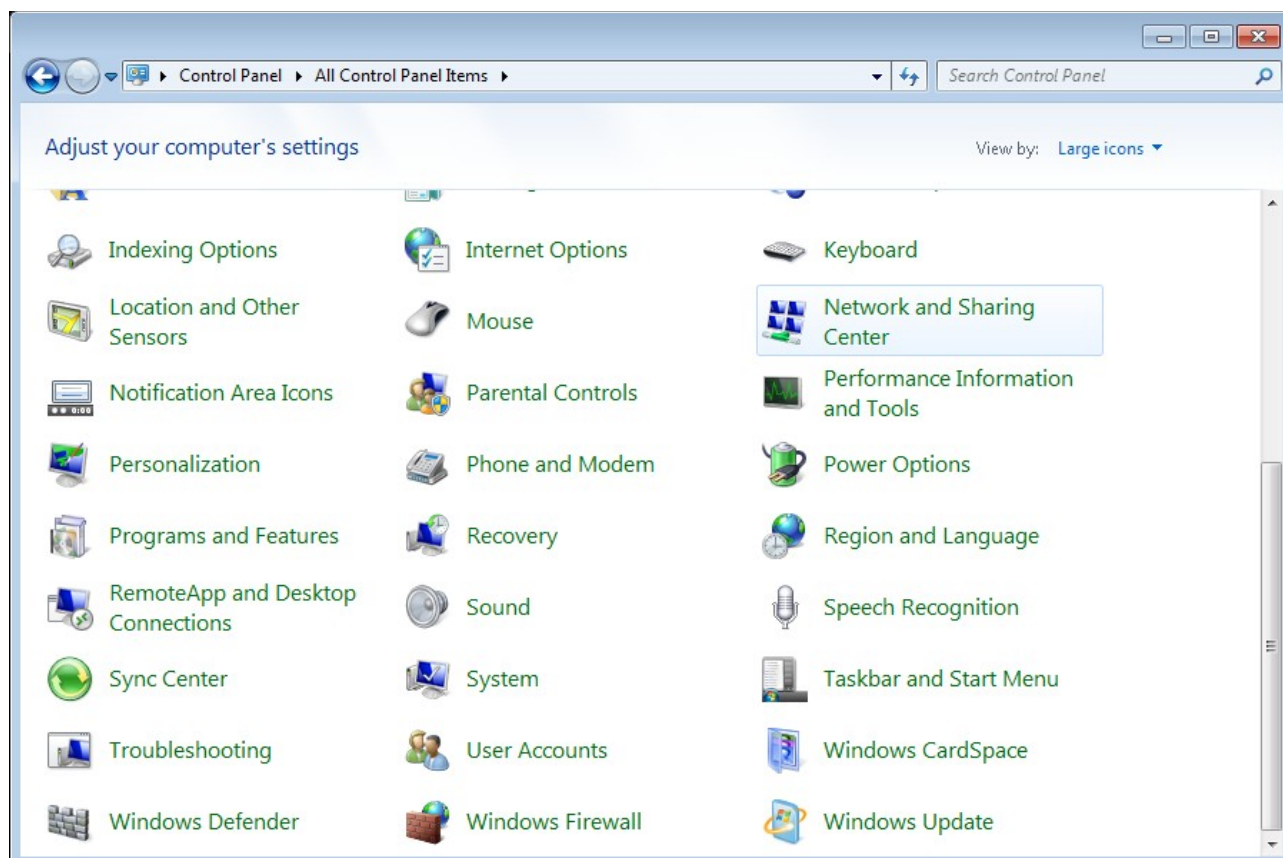 Control Panel ▸ All Control Panel Items ▸
Search Control Panel
Adjust your computer's settings
View by: Large icons
Indexing Options
Internet Options
Keyboard
Location and Other
Sensors
Mouse
Network and Sharing
Center
Notification Area Icons
Parental Controls
Performance Information
and Tools
Personalization
Phone and Modem
Power Options
Programs and Features
Recovery
Region and Language
RemoteApp and Desktop
Connections
Sound
Speech Recognition
Sync Center
System
Taskbar and Start Menu
Troubleshooting
User Accounts
Windows CardSpace
Windows Defender
Windows Firewall
Windows Update